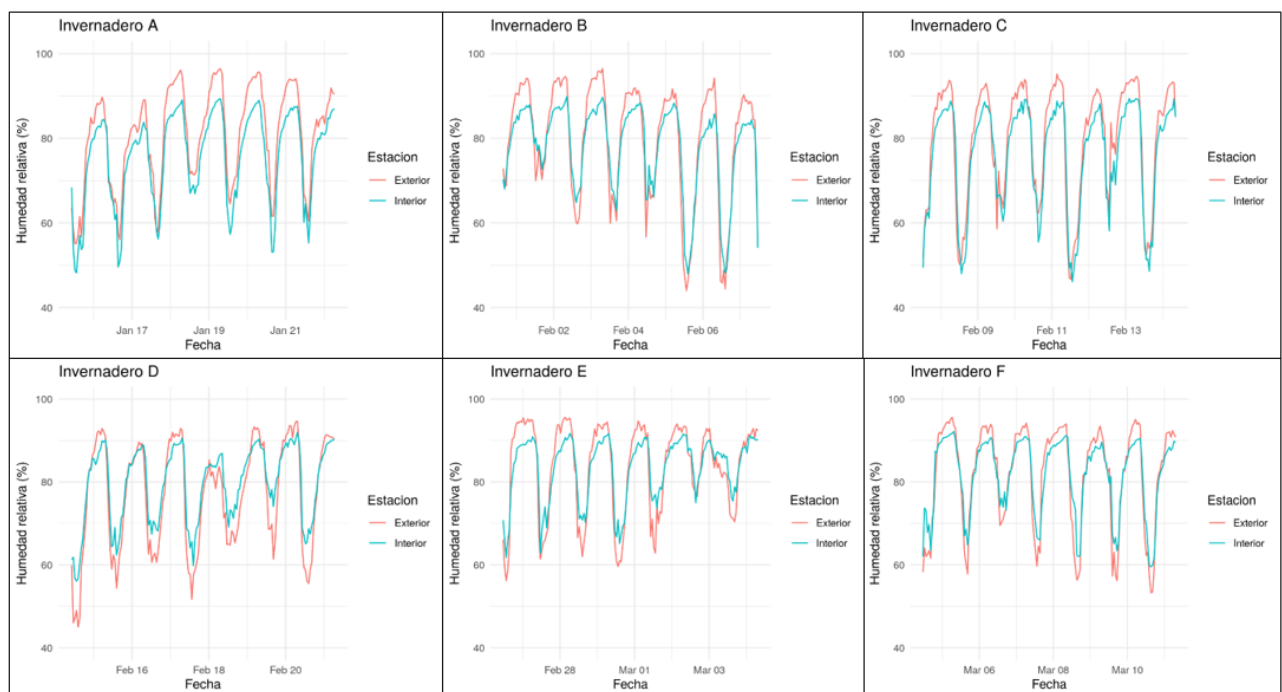 Invernadero A
100
80
60
40
Humedad relativa (%)
Jan 17
Jan 19
Jan 21
Fecha
Estacion
Exterior
Interior
Invernadero B
100
80
60
40
Humedad relativa (%)
Feb 02
Feb 04
Feb 06
Fecha
Estacion
Exterior
Interior
Invernadero C
100
80
60
40
Humedad relativa (%)
Feb 09
Feb 11
Feb 13
Fecha
Estacion
Exterior
Interior
Invernadero D
100
80
60
40
Humedad relativa (%)
Feb 16
Feb 18
Feb 20
Fecha
Estacion
Exterior
Interior
Invernadero E
100
80
60
40
Humedad relativa (%)
Feb 28
Mar 01
Mar 03
Fecha
Estacion
Exterior
Interior
Invernadero F
100
80
60
40
Humedad relativa (%)
Mar 06
Mar 08
Mar 10
Fecha
Estacion
Exterior
Interior